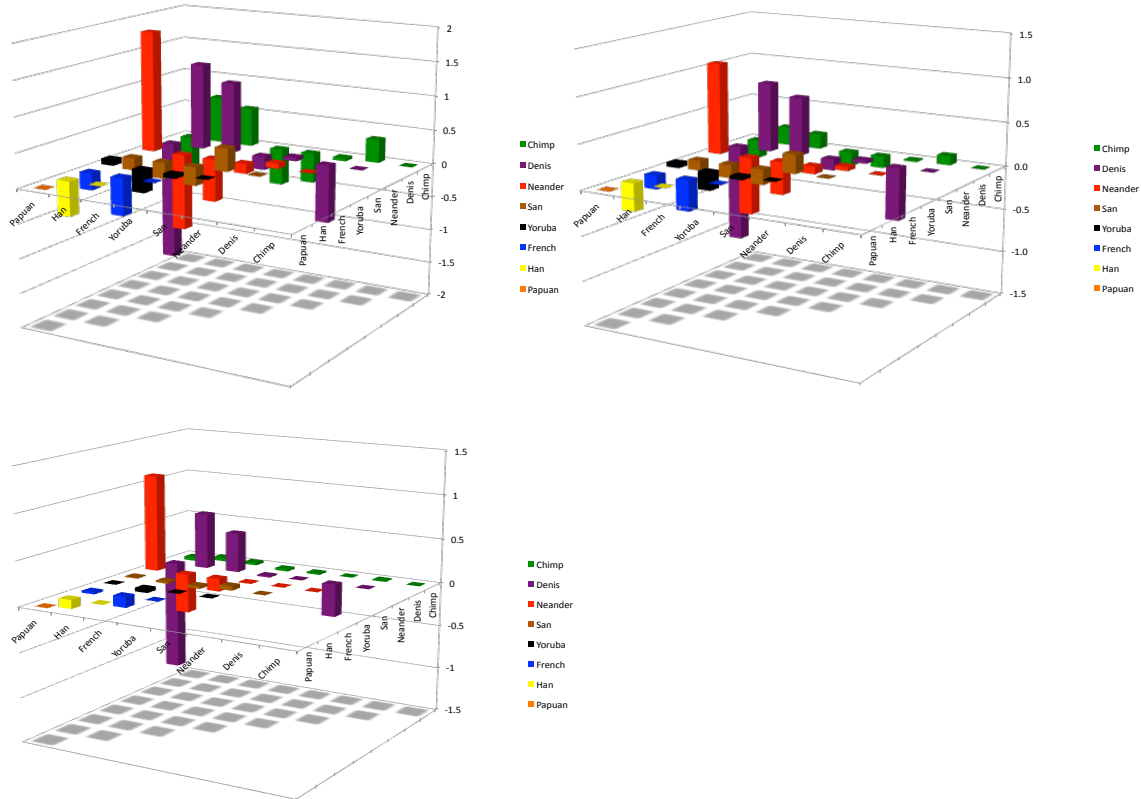 2
1.5
1
0.5
0
-0.5
-1
-1.5
-2
Papuan
Han
French
Yoruba
San
Neander
Denis
Chimp
Papuan
Han
French
Yoruba
San
Neander
Denis
Chimp
Chimp
Denis
Neander
San
Yoruba
French
Han
Papuan
1.5
1.0
0.5
0.0
-0.5
-1.0
-1.5
Papuan
Han
French
Yoruba
San
Neander
Denis
Chimp
Papuan
Han
French
Yoruba
San
Neander
Denis
Chimp
Chimp
Denis
Neander
San
Yoruba
French
Han
Papuan
1.5
1
0.5
0
-0.5
-1
-1.5
Papuan
Han
French
Yoruba
San
Neander
Denis
Chimp
Papuan
Han
French
Yoruba
San
Neander
Denis
Chimp
Chimp
Denis
Neander
San
Yoruba
French
Han
Papuan